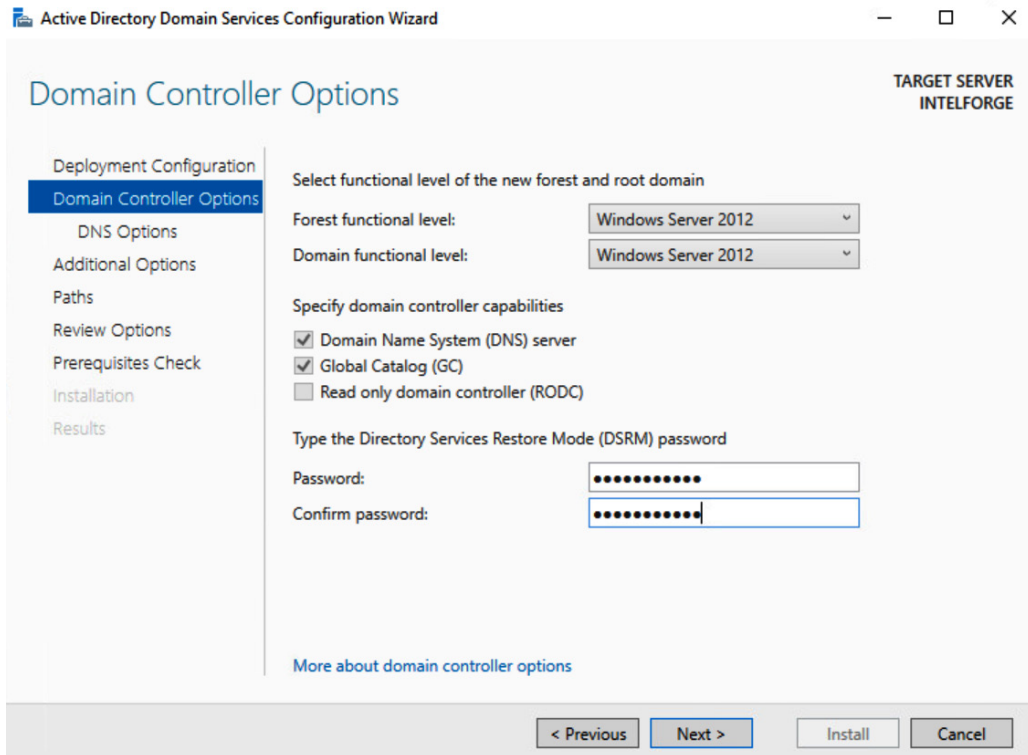 Active Directory Domain Services Configuration Wizard
Domain Controller Options
TARGET SERVER
INTELFORGE
Deployment Configuration
Domain Controller Options
DNS Options
Additional Options
Paths
Review Options
Prerequisites Check
Installation
Results
Select functional level of the new forest and root domain
Forest functional level: Windows Server 2012
Domain functional level: Windows Server 2012
Specify domain controller capabilities
Domain Name System (DNS) server
Global Catalog (GC)
Read only domain controller (RODC)
Type the Directory Services Restore Mode (DSRM) password
Password: ●●●●●●●●●●●
Confirm password: ●●●●●●●●●●●
More about domain controller options
< Previous Next > Install Cancel